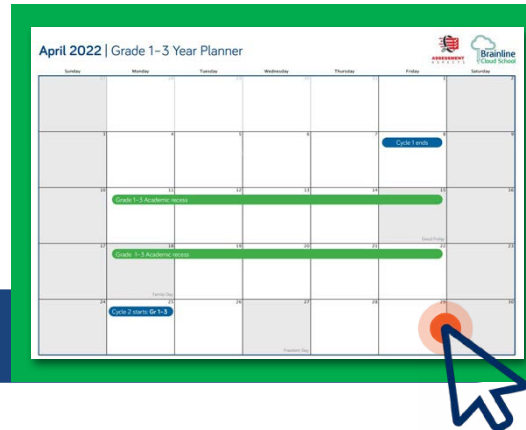 April 2022 | Grade 1–3 Year Planner
ASSESSMENT
ASPECTS
Brainline
Cloud School
Sunday Monday Tuesday Wednesday Thursday Friday Saturday
1 2
3 4 5 6 7 8 9
Cycle 1 ends
10 11 12 13 14 15 16
Grade 1–3 Academic recess
Good Friday
17 18 19 20 21 22 23
Grade 1–3 Academic recess
Family Day
24 25 26 27 28 29 30
Cycle 2 starts: Gr 1–3
Freedom Day